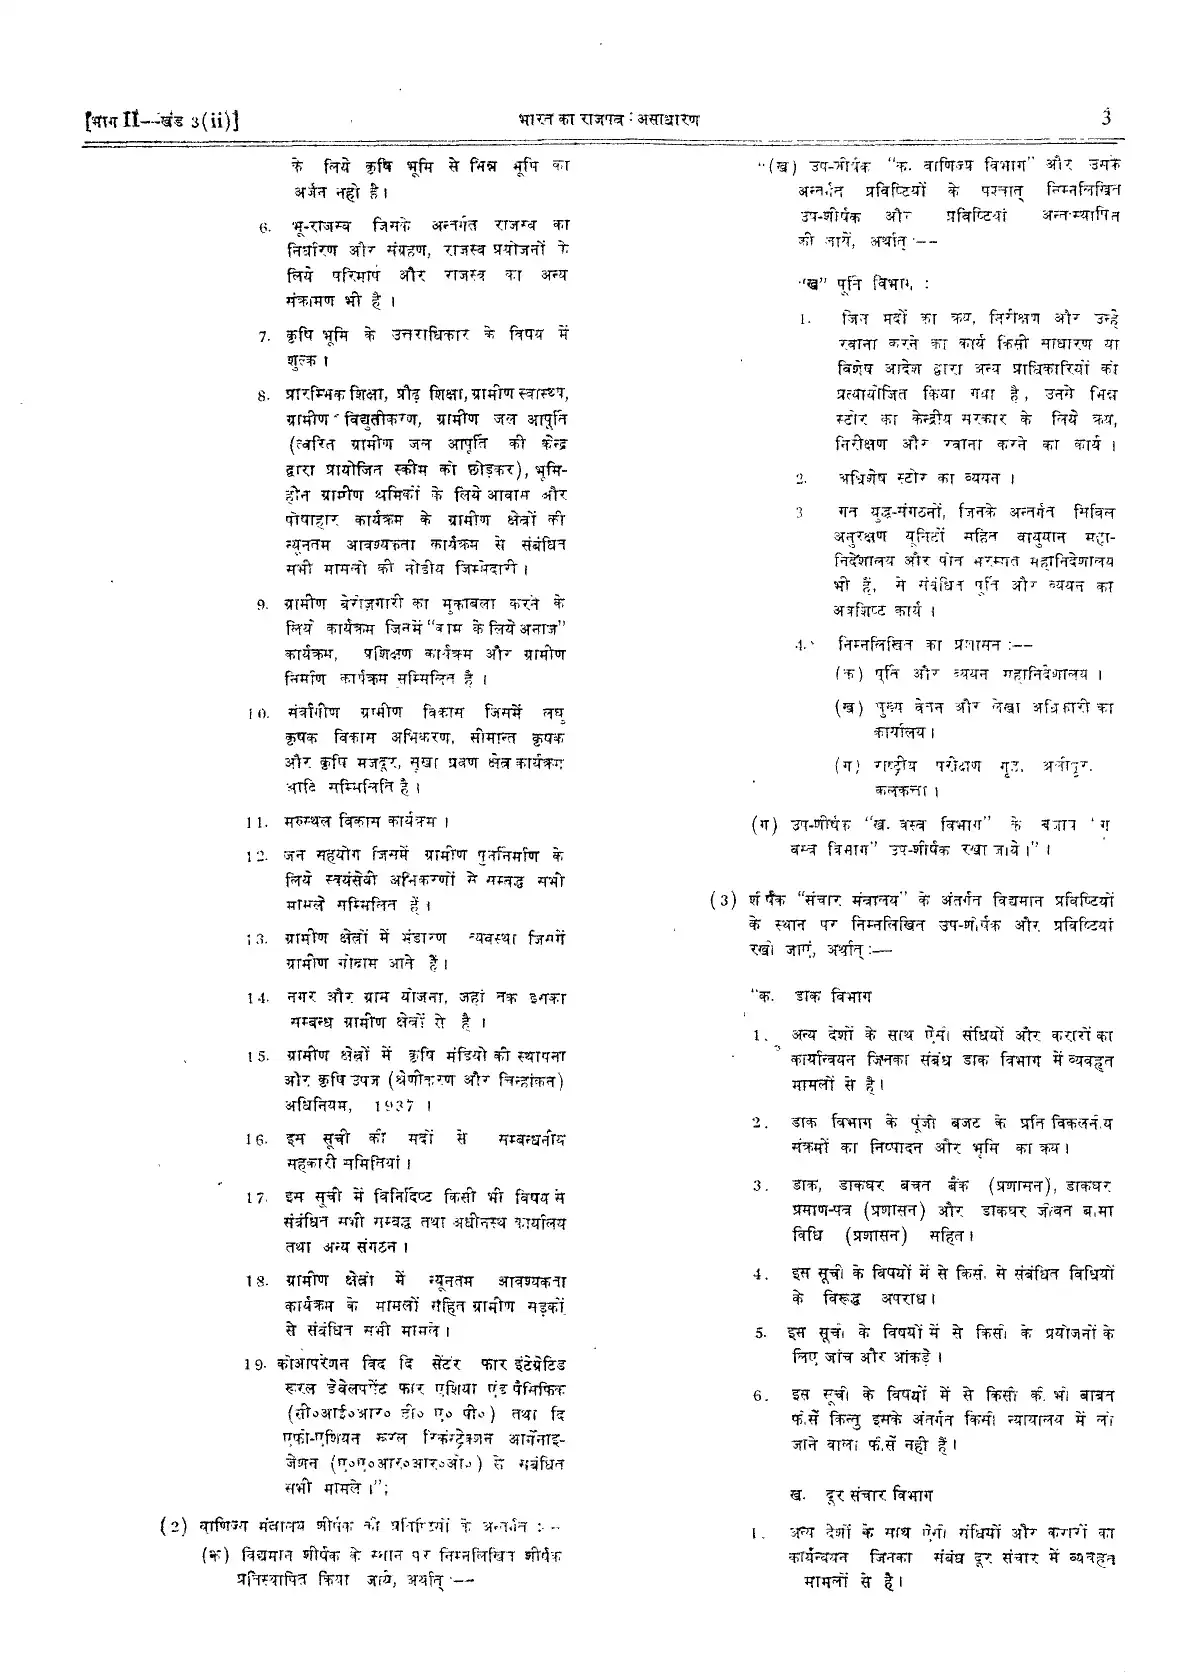 [भाग II—खंड 3(ii)]
भारत का राजपत्र : असाधारण
3
के लिये कृषि भूमि से भिन्न भूमि का
अर्जन नहीं है।
6. भू-राजस्व जिसके अन्तर्गत राजस्व का
निर्धारण और संग्रहण, राजस्व प्रयोजनों के
लिये परिमाप और राजस्व का अन्य
संक्रामण भी है ।
7. कृषि भूमि के उत्तराधिकार के विषय में
शुल्क ।
8. प्रारम्भिक शिक्षा, प्रौढ़ शिक्षा, ग्रामीण स्वास्थ्य,
ग्रामीण विद्युतीकरण, ग्रामीण जल आपूर्ति
(त्वरित ग्रामीण जल आपूर्ति की केन्द्र
द्वारा प्रायोजित स्कीम को छोड़कर), भूमि-
हीन ग्रामीण श्रमिकों के लिये आवास और
पोषाहार कार्यक्रम के ग्रामीण क्षेत्रों की
न्यूनतम आवश्यकता कार्यक्रम से संबंधित
सभी मामलों की नोडीय जिम्मेदारी ।
9. ग्रामीण बेरोज़गारी का मुकाबला करने के
लिये कार्यक्रम जिनमें "काम के लिये अनाज"
कार्यक्रम, प्रशिक्षण कार्यक्रम और ग्रामीण
निर्माण कार्यक्रम सम्मिलित है ।
10. सर्वांगीण ग्रामीण विकास जिसमें लघु
कृषक विकास अभिकरण, सीमान्त कृषक
और कृषि मजदूर, सूखा प्रवण क्षेत्र कार्यक्रम
आदि सम्मिलिति है ।
11. मरुस्थल विकास कार्यक्रम ।
12. जन सहयोग जिसमें ग्रामीण पुनर्निर्माण के
लिये स्वयंसेवी अभिकरणों से सम्बद्ध सभी
मामले सम्मिलित हैं ।
13. ग्रामीण क्षेत्रों में भंडारण व्यवस्था जिसमें
ग्रामीण गोदाम आने हैं ।
14. नगर और ग्राम योजना, जहां तक इसका
सम्बन्ध ग्रामीण क्षेत्रों से है ।
15. ग्रामीण क्षेत्रों में कृषि मंडियो की स्थापना
और कृषि उपज (श्रेणीकरण और चिन्हांकन)
अधिनियम, 1937 ।
16. इस सूची की मदों से सम्बन्धनीय
सहकारी समितियां ।
17. इस सूची में विनिर्दिष्ट किसी भी विषय से
संबंधित सभी सम्बद्ध तथा अधीनस्थ कार्यालय
तथा अन्य संगठन ।
18. ग्रामीण क्षेत्रों में न्यूनतम आवश्यकता
कार्यक्रम के मामलों सहित ग्रामीण सड़कों
से संबंधित सभी मामले ।
19. कोआपरेशन विद दि सेंटर फार इंटेग्रेटिड
रूरल डेवेलपमेंट फार एशिया एंड पैसिफिक
(सी०आई०आर० डी० ए० पी०) तथा दि
एफ्रो-एशियन रूरल रिकंस्ट्रेक्शन आर्गेनाइ-
जेशन (ए०ए०आर०आर०ओ०) से संबंधित
सभी मामले ।";
(2) वाणिज्य मंत्रालय शीर्षक की प्रविष्टियों के अन्तर्गत :--
(क) विद्यमान शीर्षक के स्थान पर निम्नलिखित शीर्षक
प्रतिस्थापित किया जाये, अर्थात् :--
"(ख) उप-शीर्षक "क. वाणिज्य विभाग" और उसके
अन्तर्गत प्रविष्टियों के पश्चात् निम्नलिखित
उप-शीर्षक और प्रविष्टियां अन्तःस्थापित
की जायें, अर्थात् :--
"ख" पूर्ति विभाग :
1. जिन मदों का क्रय, निरीक्षण और उन्हें
रवाना करने का कार्य किसी साधारण या
विशेष आदेश द्वारा अन्य प्राधिकारियों को
प्रत्यायोजित किया गया है, उनसे भिन्न
स्टोर का केन्द्रीय सरकार के लिये क्रय,
निरीक्षण और रवाना करने का कार्य ।
2. अधिशेष स्टोर का व्ययन ।
3 गत युद्ध-संगठनों, जिनके अन्तर्गत सिविल
अनुरक्षण यूनिटों सहित वायुयान महा-
निदेशालय और पोत मरम्मत महानिदेशालय
भी हैं, से संबंधित पूर्ति और व्ययन का
अवशिष्ट कार्य ।
4. निम्नलिखित का प्रशासन :--
(क) पूर्ति और व्ययन महानिदेशालय ।
(ख) मुख्य वेतन और लेखा अधिकारी का
कार्यालय ।
(ग) राष्ट्रीय परीक्षण गृह, अलीपुर,
कलकत्ता ।
(ग) उप-शीर्षक "ख. वस्त्र विभाग" के बजाय 'ग
वस्त्र विभाग" उप-शीर्षक रखा जाये ।" ।
(3) शीर्षक "संचार मंत्रालय" के अंतर्गत विद्यमान प्रविष्टियों
के स्थान पर निम्नलिखित उप-शीर्षक और प्रविष्टियां
रखी जाएं, अर्थात् :—
"क. डाक विभाग
1. अन्य देशों के साथ ऐसी संधियों और करारों का
कार्यान्वयन जिनका संबंध डाक विभाग में व्यवहृत
मामलों से है ।
2. डाक विभाग के पूंजी बजट के प्रति विकलनीय
संकर्मों का निष्पादन और भूमि का क्रय ।
3. डाक, डाकघर बचत बैंक (प्रशासन), डाकघर
प्रमाण-पत्र (प्रशासन) और डाकघर जीवन बीमा
विधि (प्रशासन) सहित ।
4. इस सूची के विषयों में से किसी से संबंधित विधियों
के विरूद्ध अपराध ।
5. इस सूची के विषयों में से किसी के प्रयोजनों के
लिए जांच और आंकड़े ।
6. इस सूची के विषयों में से किसी की भी बाबत
फीसें किन्तु इसके अंतर्गत किसी न्यायालय में ली
जाने वाली फीसें नही हैं ।
ख. दूर संचार विभाग
1. अन्य देशों के साथ ऐसी संधियों और करारों का
कार्यन्वयन जिनका संबंध दूर संचार में व्यवहृत
मामलों से है ।